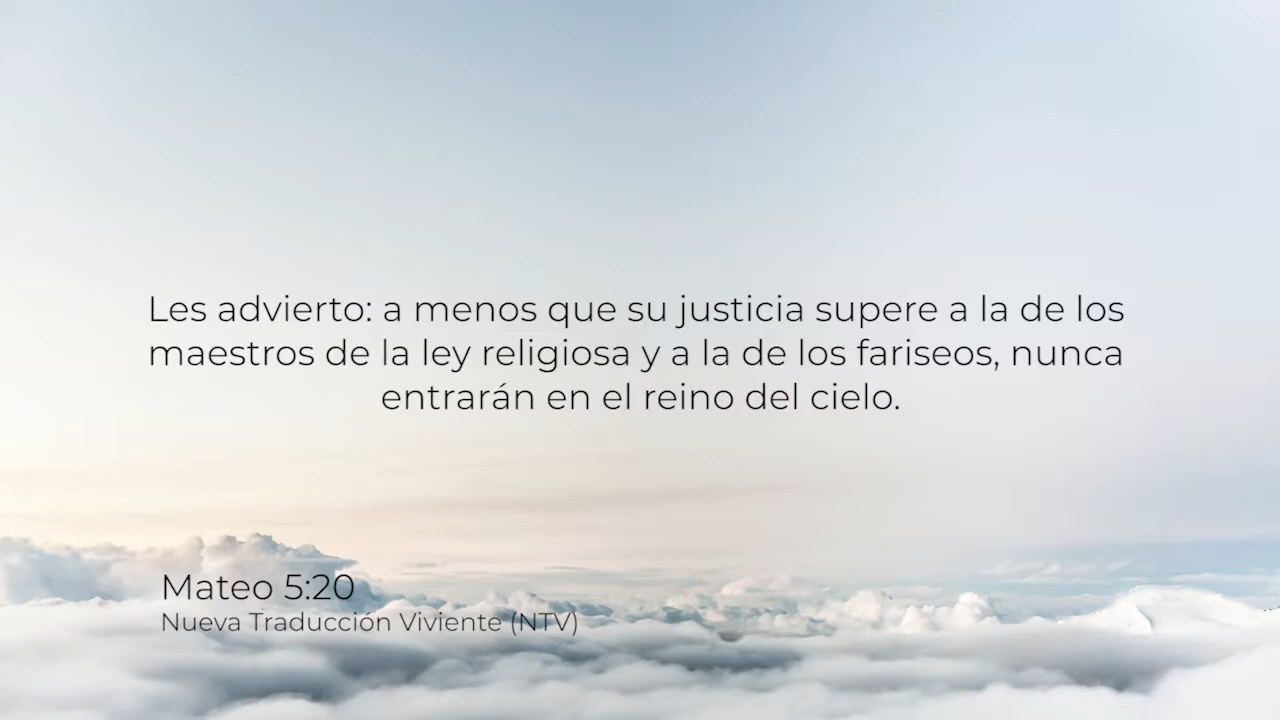 Les advierto: a menos que su justicia supere a la de los
maestros de la ley religiosa y a la de los fariseos, nunca
entrarán en el reino del cielo.
Mateo 5:20
Nueva Traducción Viviente (NTV)